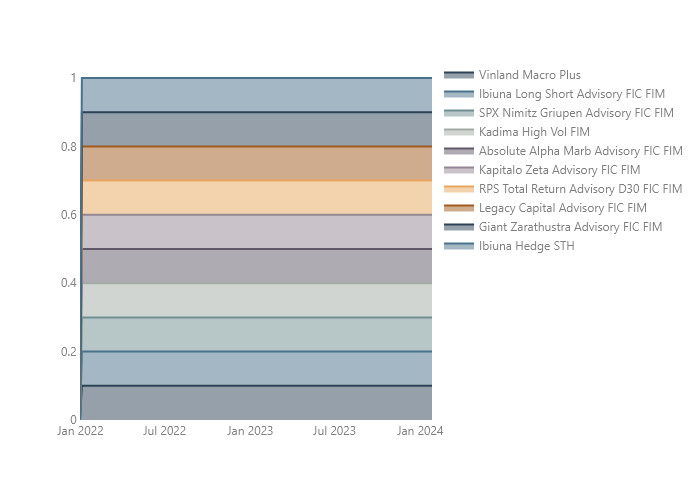 1
0.8
0.6
0.4
0.2
0
Jan 2022
Jul 2022
Jan 2023
Jul 2023
Jan 2024
Vinland Macro Plus
Ibiuna Long Short Advisory FIC FIM
SPX Nimitz Griupen Advisory FIC FIM
Kadima High Vol FIM
Absolute Alpha Marb Advisory FIC FIM
Kapitalo Zeta Advisory FIC FIM
RPS Total Return Advisory D30 FIC FIM
Legacy Capital Advisory FIC FIM
Giant Zarathustra Advisory FIC FIM
Ibiuna Hedge STH